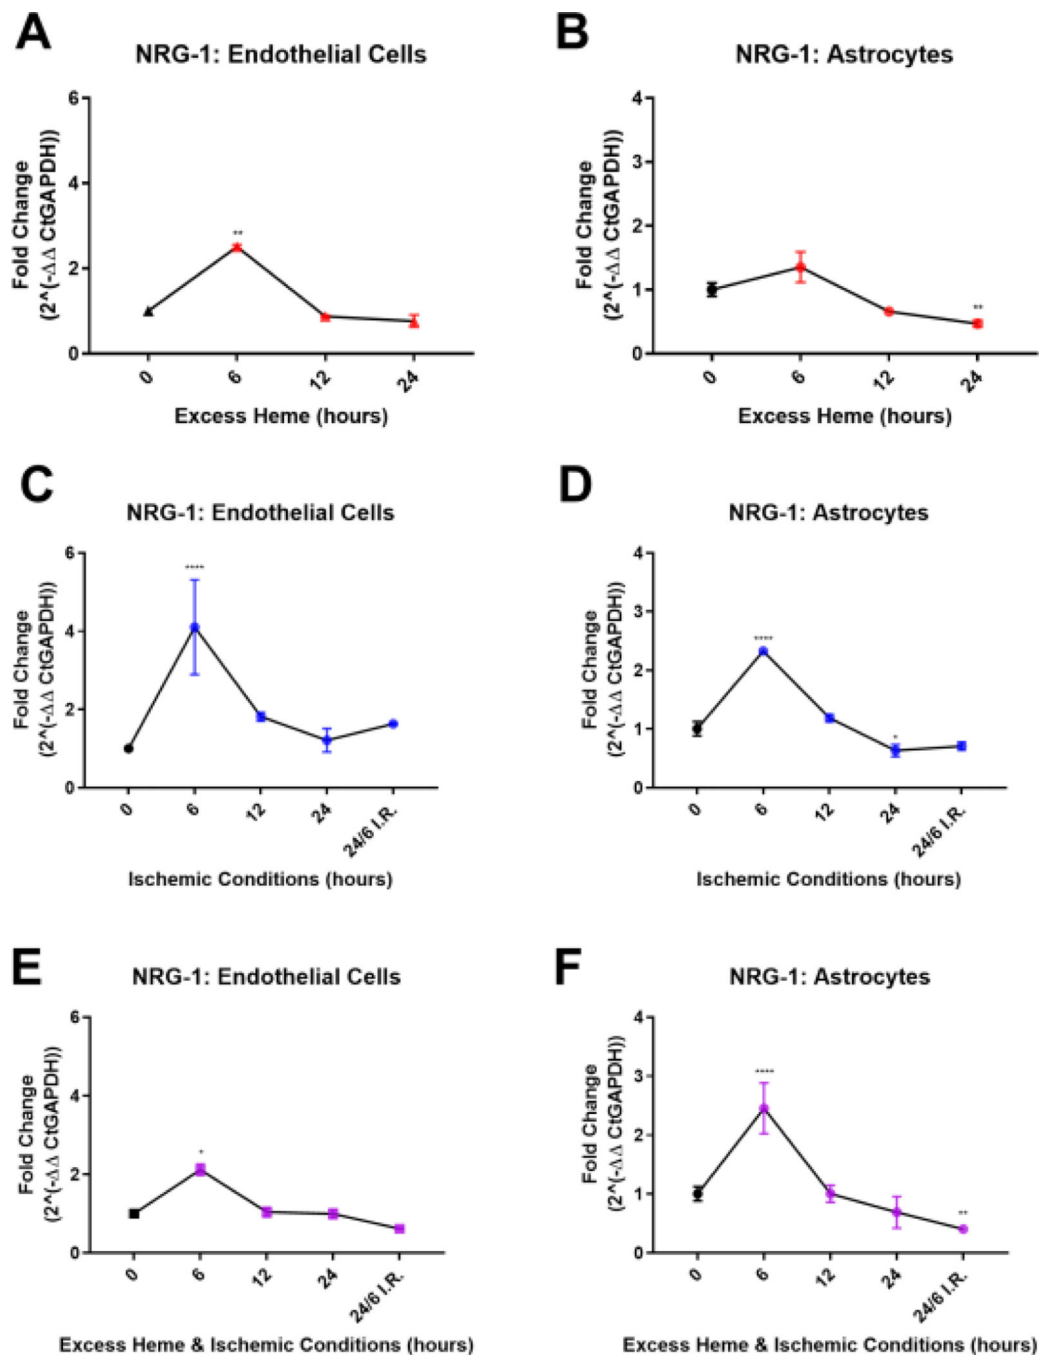 A
NRG-1: Endothelial Cells
Fold Change
(2^(-ΔΔ CtGAPDH))
6
4
2
0
**
0
6
12
24
Excess Heme (hours)
B
NRG-1: Astrocytes
Fold Change
(2^(-ΔΔ CtGAPDH))
4
3
2
1
0
**
0
6
12
24
Excess Heme (hours)
C
NRG-1: Endothelial Cells
Fold Change
(2^(-ΔΔ CtGAPDH))
6
4
2
0
****
0
6
12
24
24/6 I.R.
Ischemic Conditions (hours)
D
NRG-1: Astrocytes
Fold Change
(2^(-ΔΔ CtGAPDH))
4
3
2
1
0
****
*
0
6
12
24
24/6 I.R.
Ischemic Conditions (hours)
E
NRG-1: Endothelial Cells
Fold Change
(2^(-ΔΔ CtGAPDH))
6
4
2
0
*
0
6
12
24
24/6 I.R.
Excess Heme & Ischemic Conditions (hours)
F
NRG-1: Astrocytes
Fold Change
(2^(-ΔΔ CtGAPDH))
4
3
2
1
0
****
**
0
6
12
24
24/6 I.R.
Excess Heme & Ischemic Conditions (hours)